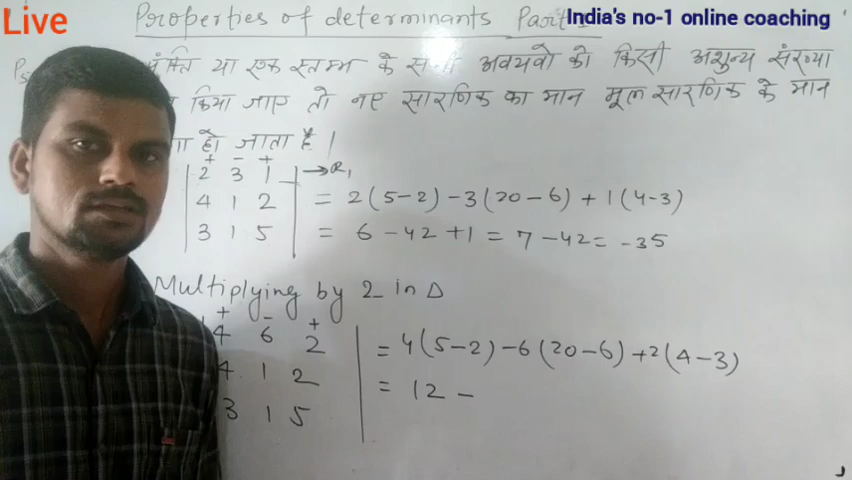 Live
Properties of determinants Part
India's no-1 online coaching
या एक स्तम्भ के अवयवो को किसी अशून्य संख्या
किया जाए तो नए सारणिक का मान मूल सारणिक के मान
हो जाता है।
+ - +
| 2 3 1 | →R₁
| 4 1 2 | = 2(5-2) -3(20-6) + 1(4-3)
| 3 1 5 | = 6 - 42 + 1 = 7 - 42 = -35
Multiplying by 2 in Δ
+ - +
4 6 2 | = 4(5-2) -6(20-6) +2(4-3)
4 1 2 | = 12 -
3 1 5 |